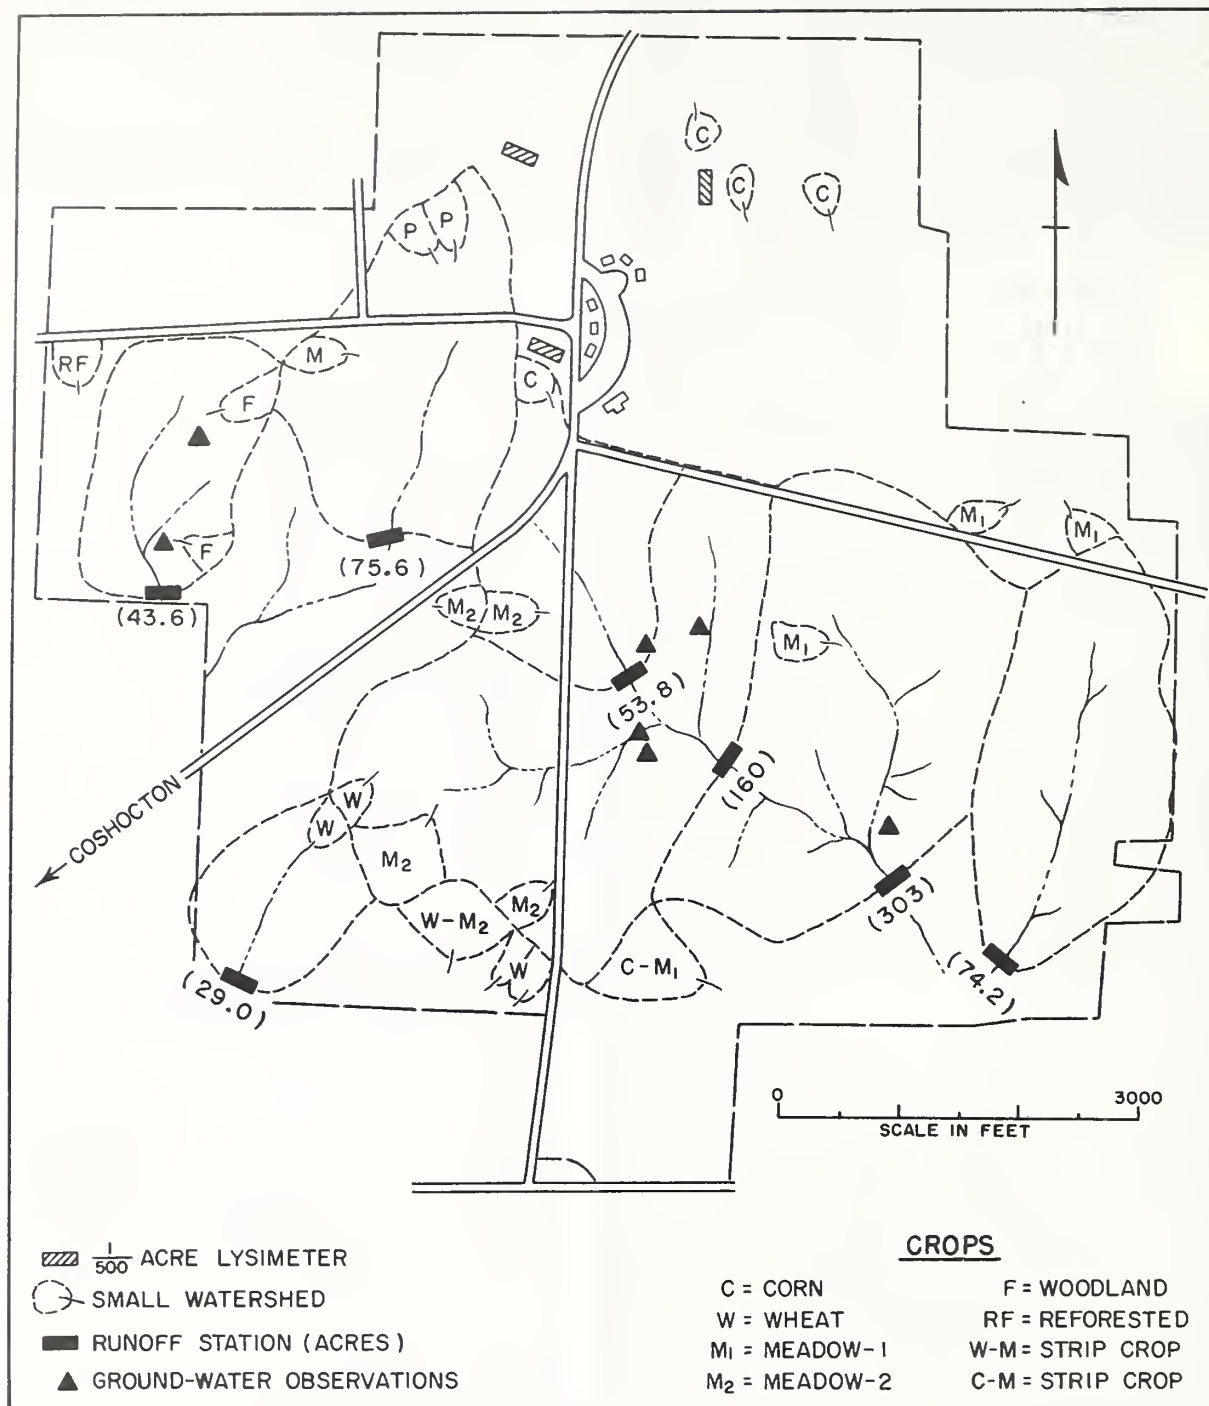 C
C
C
P
P
RF
M
C
F
M₁
M₁
F
(75.6)
(43.6)
M₂
M₂
M₁
(53.8)
(160)
COSHOCTON
W
W
M₂
(303)
M₂
W-M₂
W
C-M₁
(74.2)
(29.0)
0 3000
SCALE IN FEET
1/500 ACRE LYSIMETER
SMALL WATERSHED
RUNOFF STATION (ACRES)
GROUND-WATER OBSERVATIONS
CROPS
C = CORN
W = WHEAT
M₁ = MEADOW-1
M₂ = MEADOW-2
F = WOODLAND
RF = REFORESTED
W-M = STRIP CROP
C-M = STRIP CROP